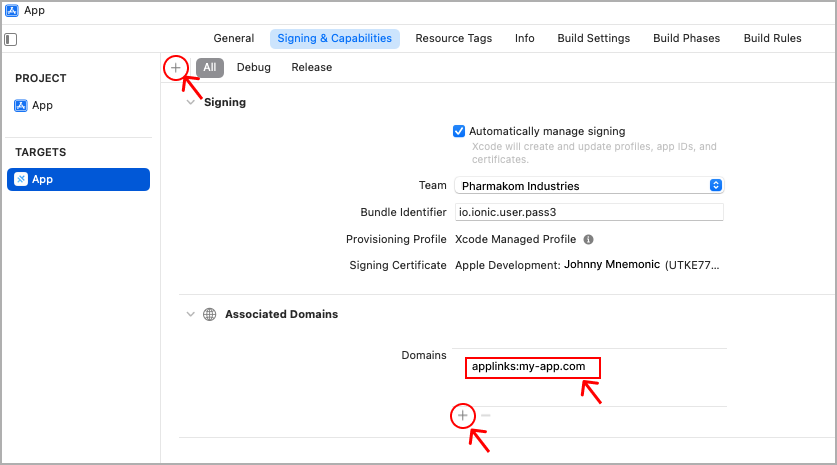 App
General Signing & Capabilities Resource Tags Info Build Settings Build Phases Build Rules
PROJECT
App
TARGETS
App
All Debug Release
Signing
Automatically manage signing
Xcode will create and update profiles, app IDs, and
certificates.
Team Pharmakom Industries
Bundle Identifier io.ionic.user.pass3
Provisioning Profile Xcode Managed Profile
Signing Certificate Apple Development: Johnny Mnemonic (UTKE77...
Associated Domains
Domains
applinks:my-app.com